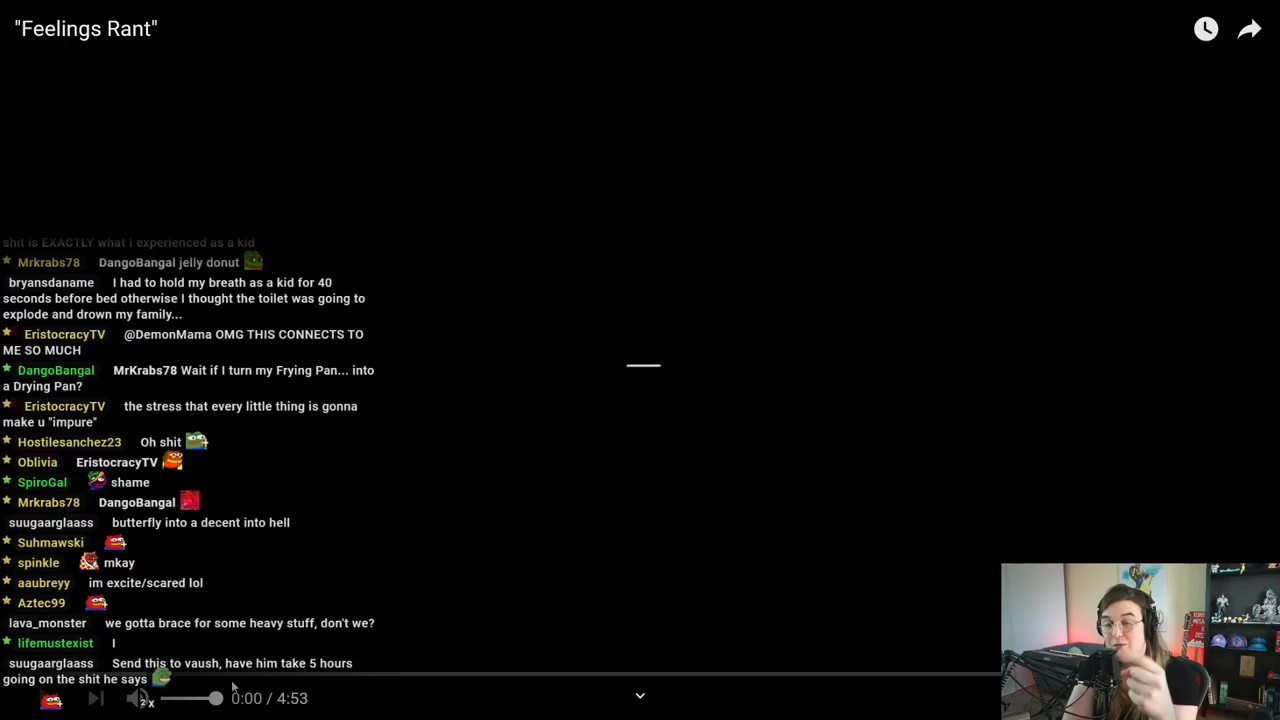 "Feelings Rant"
shit is EXACTLY what I experienced as a kid
Mrkrabs78 DangoBangal jelly donut
bryansdaname I had to hold my breath as a kid for 40
seconds before bed otherwise I thought the toilet was going to
explode and drown my family...
EristocracyTV @DemonMama OMG THIS CONNECTS TO
ME SO MUCH
DangoBangal MrKrabs78 Wait if I turn my Frying Pan... into
a Drying Pan?
EristocracyTV the stress that every little thing is gonna
make u "impure"
Hostilesanchez23 Oh shit
Oblivia EristocracyTV
SpiroGal shame
Mrkrabs78 DangoBangal
suugaarglaass butterfly into a decent into hell
Suhmawski
spinkle mkay
aaubreyy im excite/scared lol
Aztec99
lava_monster we gotta brace for some heavy stuff, don't we?
lifemustexist I
suugaarglaass Send this to vaush, have him take 5 hours
going on the shit he says
2x
0:00 / 4:53